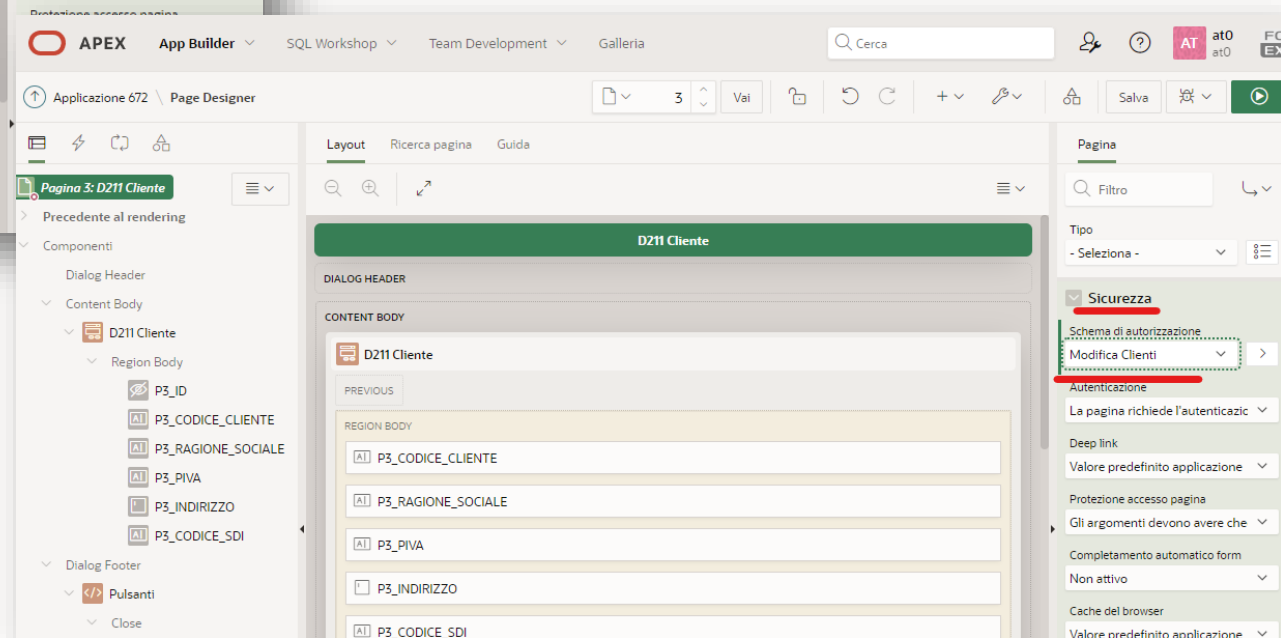 Protezione accesso pagina
APEX
App Builder
SQL Workshop
Team Development
Galleria
Cerca
AT
at0
at0
Applicazione 672 \ Page Designer
3
Vai
Salva
Layout
Ricerca pagina
Guida
Pagina
Pagina 3: D211 Cliente
Precedente al rendering
Componenti
Dialog Header
Content Body
D211 Cliente
Region Body
P3_ID
P3_CODICE_CLIENTE
P3_RAGIONE_SOCIALE
P3_PIVA
P3_INDIRIZZO
P3_CODICE_SDI
Dialog Footer
Pulsanti
Close
D211 Cliente
DIALOG HEADER
CONTENT BODY
D211 Cliente
PREVIOUS
REGION BODY
P3_CODICE_CLIENTE
P3_RAGIONE_SOCIALE
P3_PIVA
P3_INDIRIZZO
P3_CODICE_SDI
Filtro
Tipo
- Seleziona -
Sicurezza
Schema di autorizzazione
Modifica Clienti
Autenticazione
La pagina richiede l'autenticazic
Deep link
Valore predefinito applicazione
Protezione accesso pagina
Gli argomenti devono avere che
Completamento automatico form
Non attivo
Cache del browser
Valore predefinito applicazione